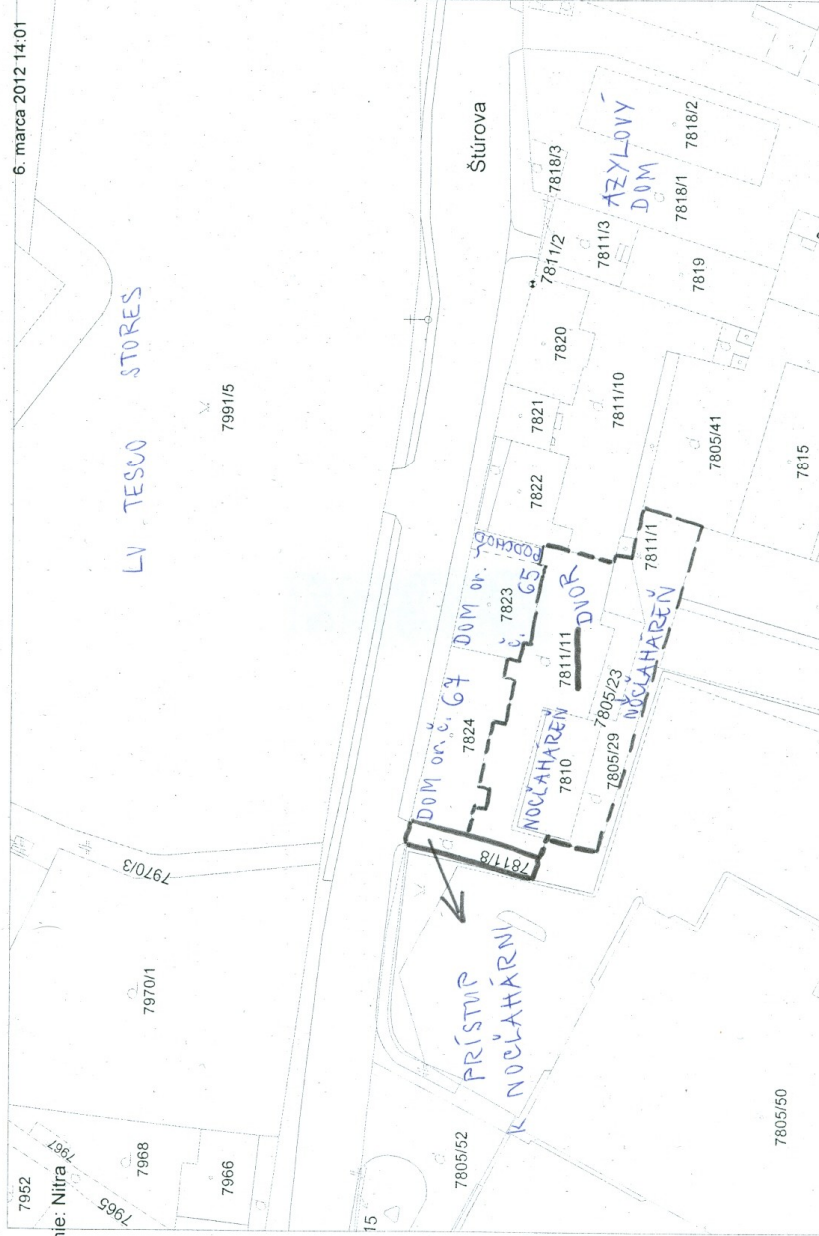 6. marca 2012 14:01
7952
nie: Nitra
7967
7965
7968
7966
7970/1
7970/3
LV TESCO STORES
7991/5
Štúrova
15
7805/52
7805/50
PRÍSTUP
K NOCĽAHÁRNI
7811/8
DOM or. č. 67
7824
DOM or.
č. 65
7823
PODCHOD
7822
7821
7820
7811/2
7811/3
7818/3
AZYLOVÝ
DOM
7818/1
7818/2
7819
7811/10
7805/41
7815
NOCĽAHÁREŇ
7810
7811/11
DVOR
7805/29
7805/23
NOCĽAHÁREŇ
7811/1